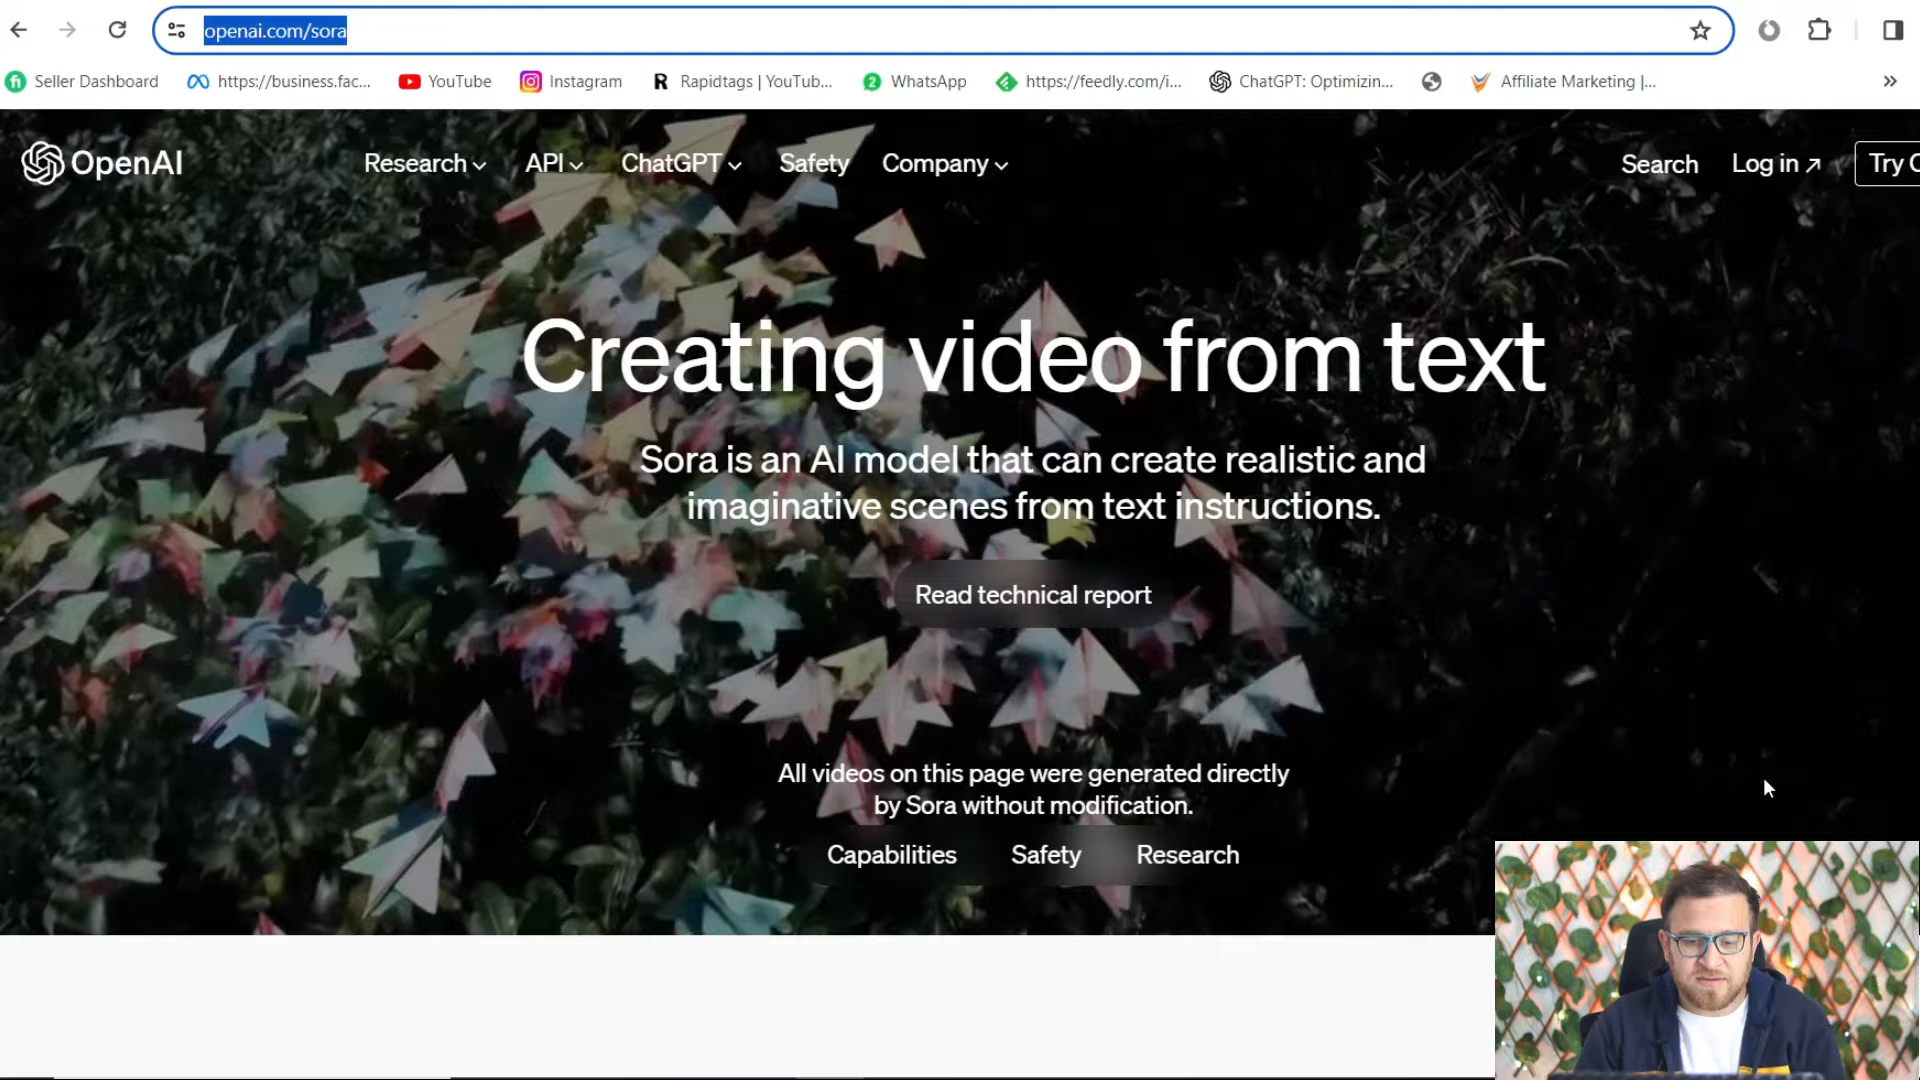 openai.com/sora
Seller Dashboard https://business.fac... YouTube Instagram Rapidtags | YouTub... 2 WhatsApp https://feedly.com/i... ChatGPT: Optimizin... Affiliate Marketing |...
OpenAI Research API ChatGPT Safety Company Search Log in Try C
Creating video from text
Sora is an AI model that can create realistic and
imaginative scenes from text instructions.
Read technical report
All videos on this page were generated directly
by Sora without modification.
Capabilities Safety Research